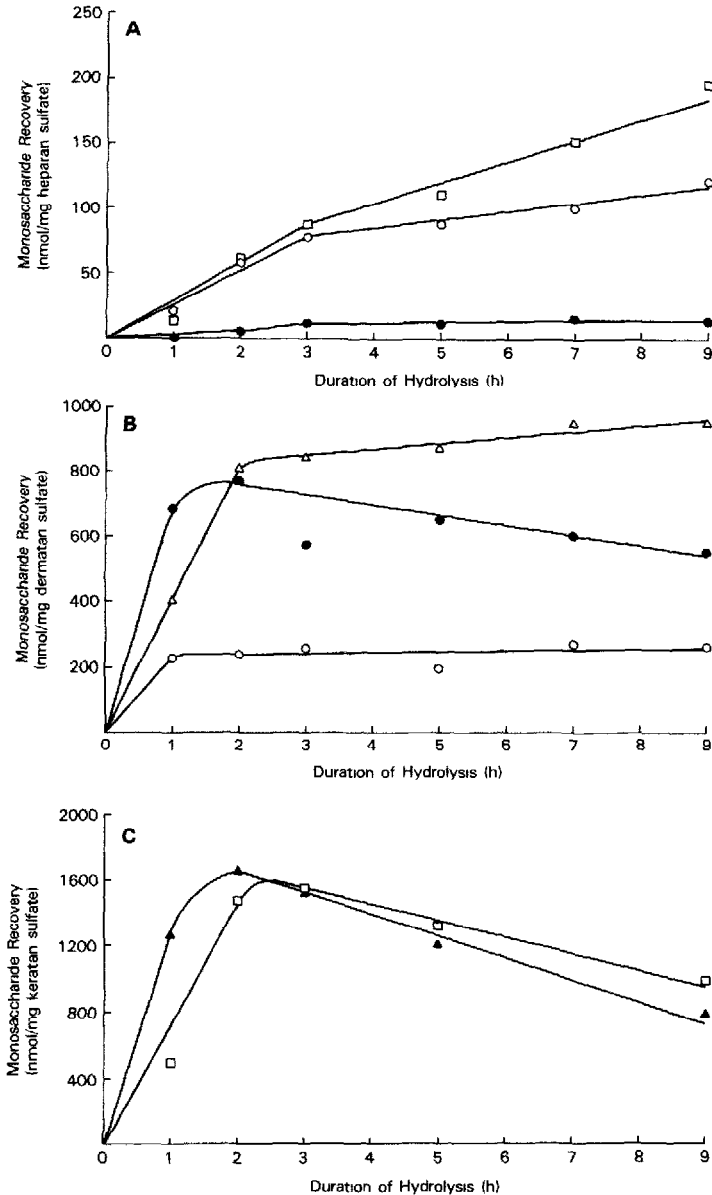 A
Monosaccharide Recovery
(nmol/mg heparan sulfate)
250
200
150
100
50
0 1 2 3 4 5 6 7 8 9
Duration of Hydrolysis (h)
B
Monosaccharide Recovery
(nmol/mg dermatan sulfate)
1000
800
600
400
200
0 1 2 3 4 5 6 7 8 9
Duration of Hydrolysis (h)
C
Monosaccharide Recovery
(nmol/mg keratan sulfate)
2000
1600
1200
800
400
0 1 2 3 4 5 6 7 8 9
Duration of Hydrolysis (h)